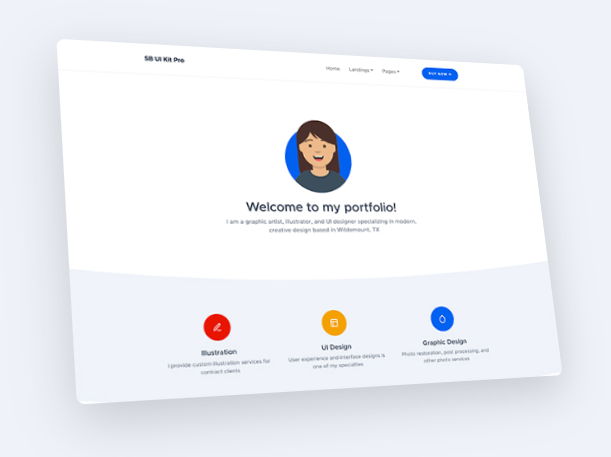 SB UI Kit Pro
Home Landings Pages BUY NOW
Welcome to my portfolio!
I am a graphic artist, illustrator, and UI designer specializing in modern,
creative design based in Wildemount, TX
Illustration
I provide custom illustration services for
contract clients
UI Design
User experience and interface designs is
one of my specialties
Graphic Design
Photo restoration, post processing, and
other photo services